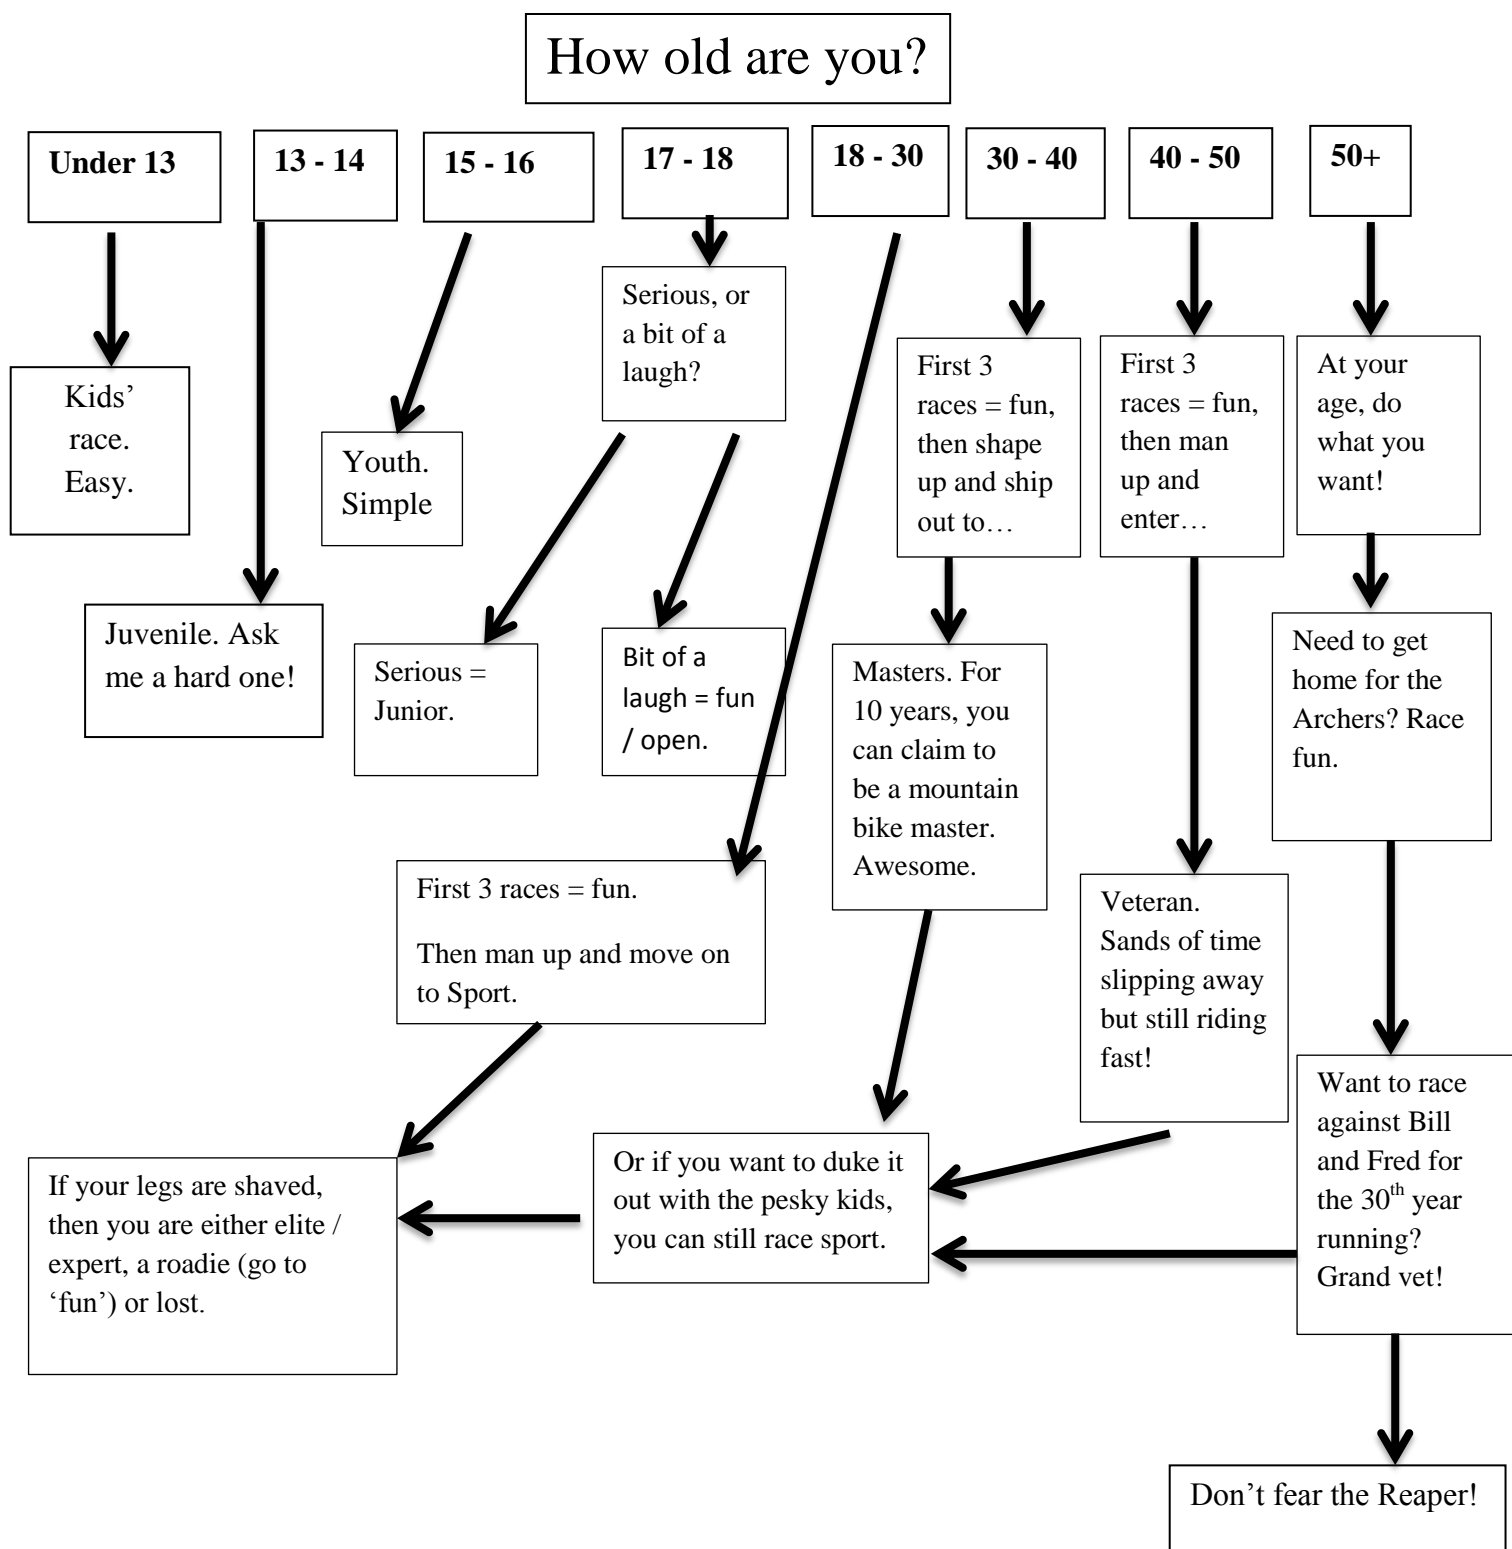 How old are you?
Under 13
13 - 14
15 - 16
17 - 18
18 - 30
30 - 40
40 - 50
50+
Serious, or
a bit of a
laugh?
First 3
races = fun,
then shape
up and ship
out to…
First 3
races = fun,
then man
up and
enter…
At your
age, do
what you
want!
Kids’
race.
Easy.
Youth.
Simple
Juvenile. Ask
me a hard one!
Serious =
Junior.
Bit of a
laugh = fun
/ open.
Masters. For
10 years, you
can claim to
be a mountain
bike master.
Awesome.
Need to get
home for the
Archers? Race
fun.
First 3 races = fun.
Then man up and move on
to Sport.
Veteran.
Sands of time
slipping away
but still riding
fast!
Want to race
against Bill
and Fred for
the 30th year
running?
Grand vet!
If your legs are shaved,
then you are either elite /
expert, a roadie (go to
‘fun’) or lost.
Or if you want to duke it
out with the pesky kids,
you can still race sport.
Don’t fear the Reaper!